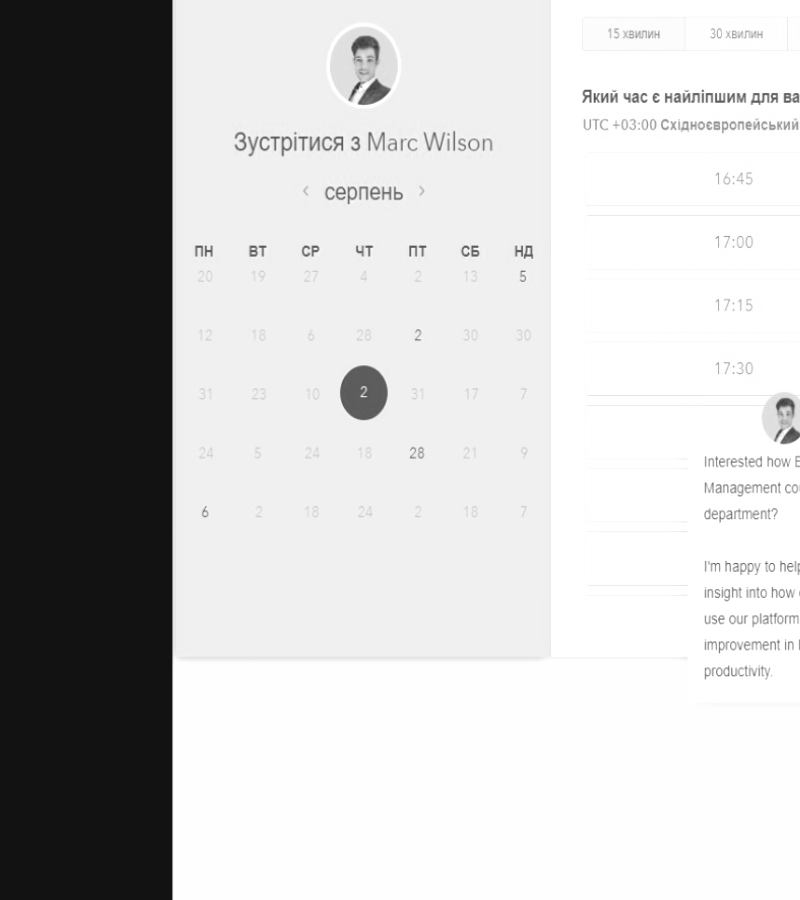 Зустрітися з Marc Wilson
‹ серпень ›
ПН ВТ СР ЧТ ПТ СБ НД
20 19 27 4 2 13 5
12 18 6 28 2 30 30
31 23 10 2 31 17 7
24 5 24 18 28 21 9
6 2 18 24 2 18 7
15 хвилин 30 хвилин
Який час є найліпшим для ва
UTC +03:00 Східноєвропейський
16:45
17:00
17:15
17:30
Interested how E
Management cou
department?
I'm happy to help
insight into how
use our platform
improvement in
productivity.